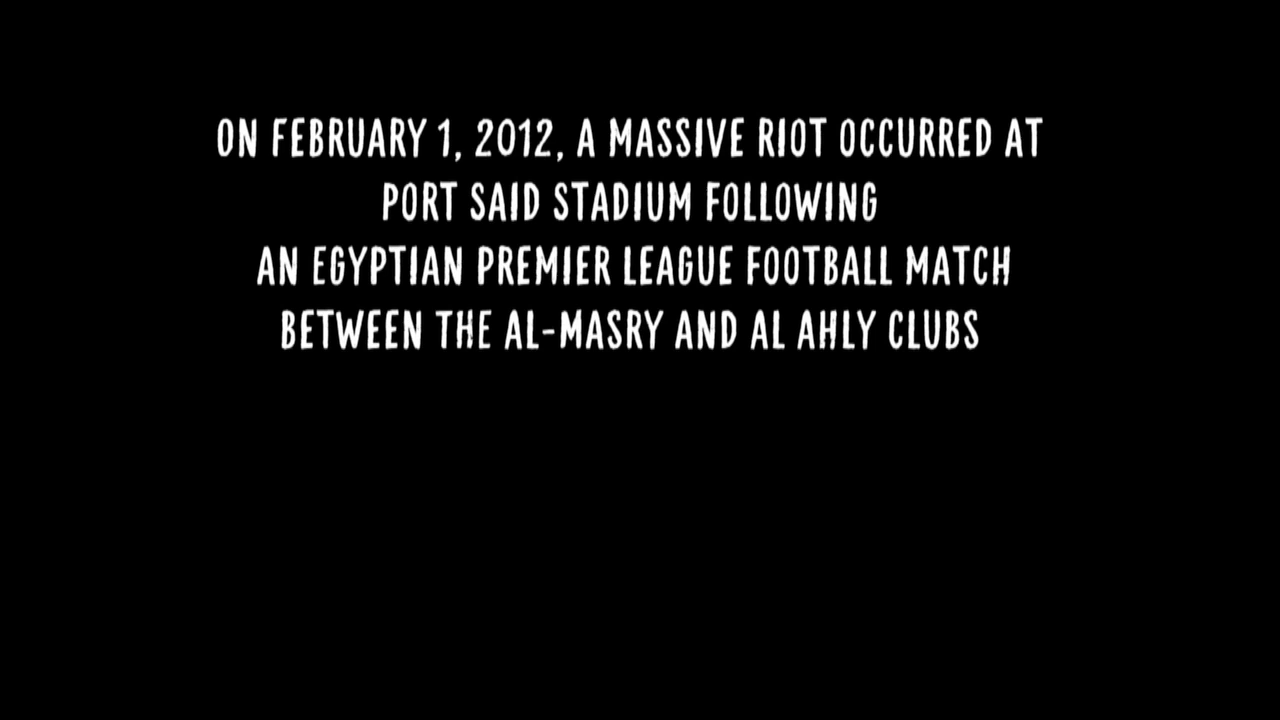 ON FEBRUARY 1, 2012, A MASSIVE RIOT OCCURRED AT
PORT SAID STADIUM FOLLOWING
AN EGYPTIAN PREMIER LEAGUE FOOTBALL MATCH
BETWEEN THE AL-MASRY AND AL AHLY CLUBS